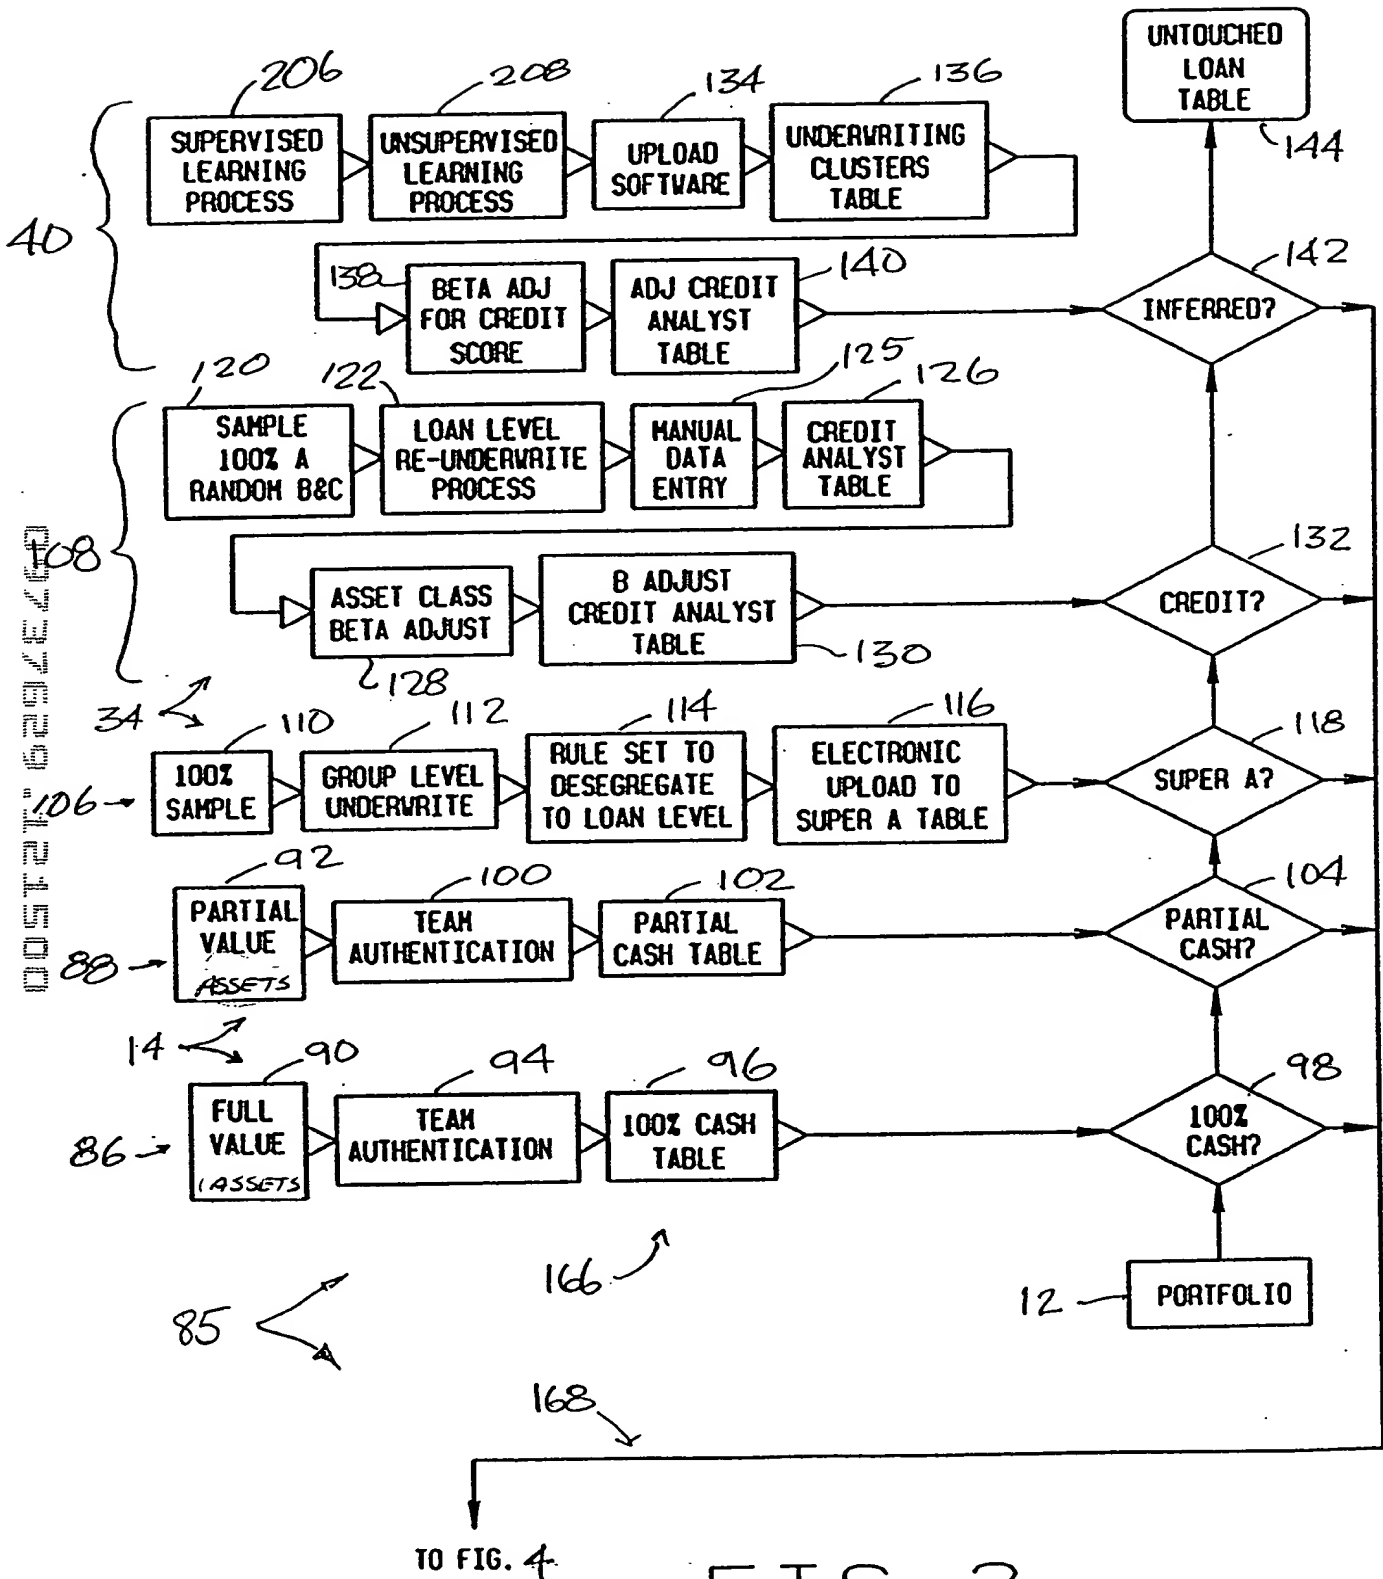 UNTOUCHED
LOAN
TABLE
144
206
208
134
136
40
SUPERVISED
LEARNING
PROCESS
UNSUPERVISED
LEARNING
PROCESS
UPLOAD
SOFTWARE
UNDERWRITING
CLUSTERS
TABLE
138
BETA ADJ
FOR CREDIT
SCORE
140
ADJ CREDIT
ANALYST
TABLE
142
INFERRED?
120
122
125
126
108
SAMPLE
100% A
RANDOM B&C
LOAN LEVEL
RE-UNDERWRITE
PROCESS
MANUAL
DATA
ENTRY
CREDIT
ANALYST
TABLE
132
CREDIT?
ASSET CLASS
BETA ADJUST
128
B ADJUST
CREDIT ANALYST
TABLE
130
34
110
112
114
116
118
106
100%
SAMPLE
GROUP LEVEL
UNDERWRITE
RULE SET TO
DESEGREGATE
TO LOAN LEVEL
ELECTRONIC
UPLOAD TO
SUPER A TABLE
SUPER A?
92
100
102
104
88
PARTIAL
VALUE
ASSETS
TEAM
AUTHENTICATION
PARTIAL
CASH TABLE
PARTIAL
CASH?
14
90
94
96
98
86
FULL
VALUE
ASSETS
TEAM
AUTHENTICATION
100% CASH
TABLE
100%
CASH?
166
12
PORTFOLIO
85
168
TO FIG. 4
09737629.121500